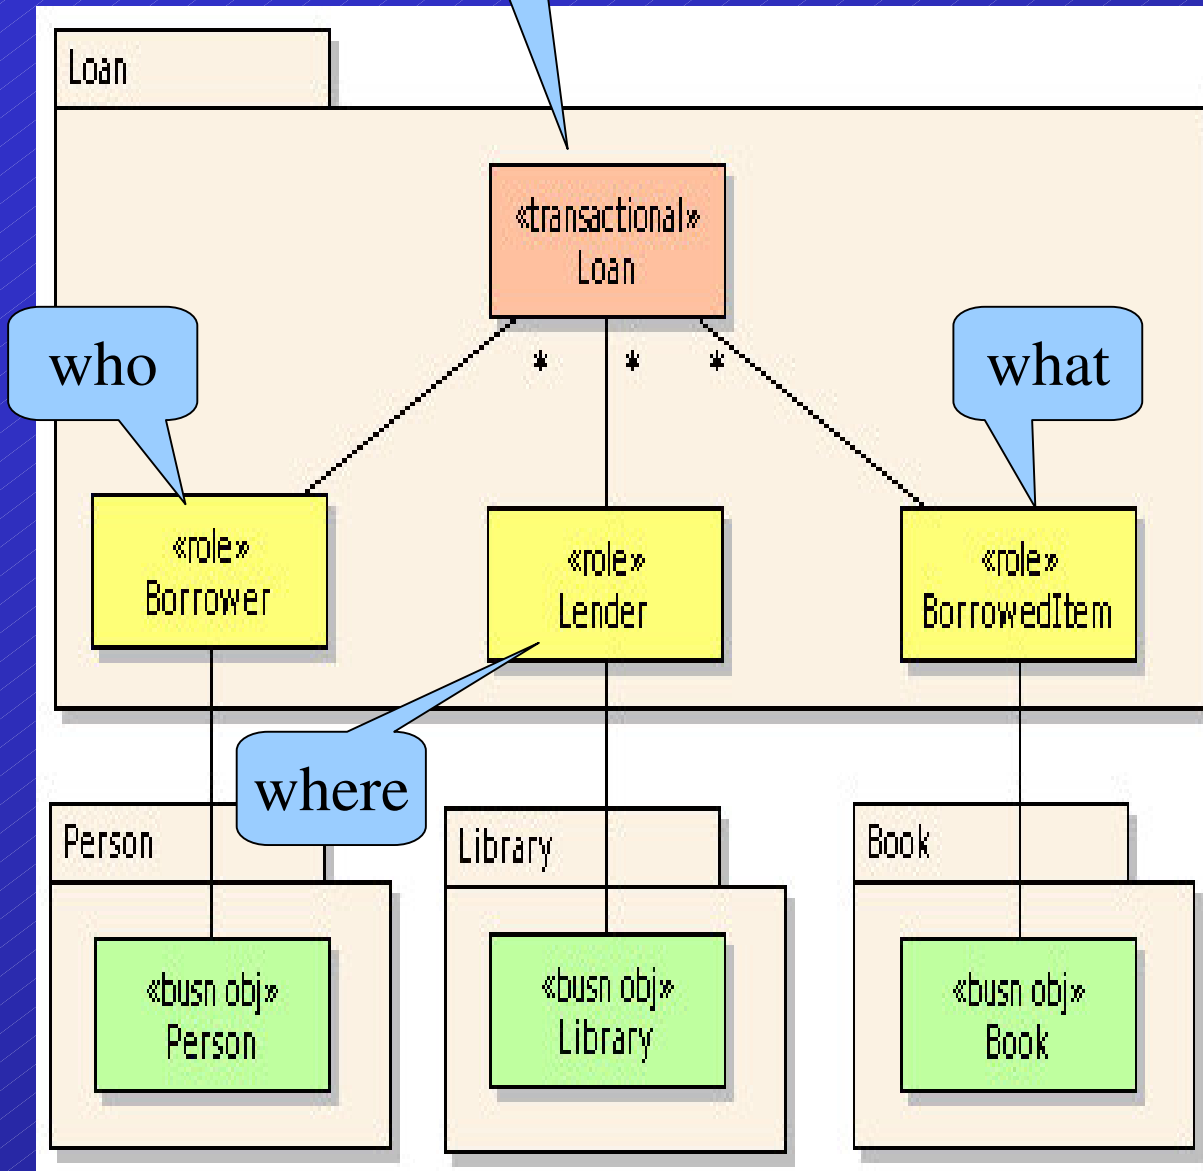 Loan
«transactional»
Loan
who
* * *
what
«role»
Borrower
«role»
Lender
«role»
BorrowedItem
where
Person
Library
Book
«busn obj»
Person
«busn obj»
Library
«busn obj»
Book